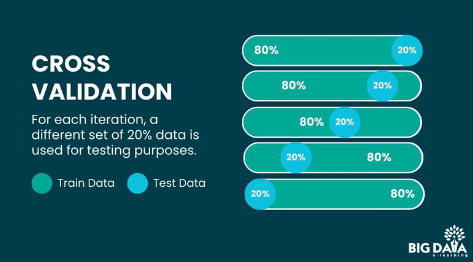 CROSS
VALIDATION
For each iteration, a
different set of 20% data is
used for testing purposes.
Train Data
Test Data
80%
20%
80%
20%
80%
20%
20%
80%
20%
80%
BIG DATA
e-learning